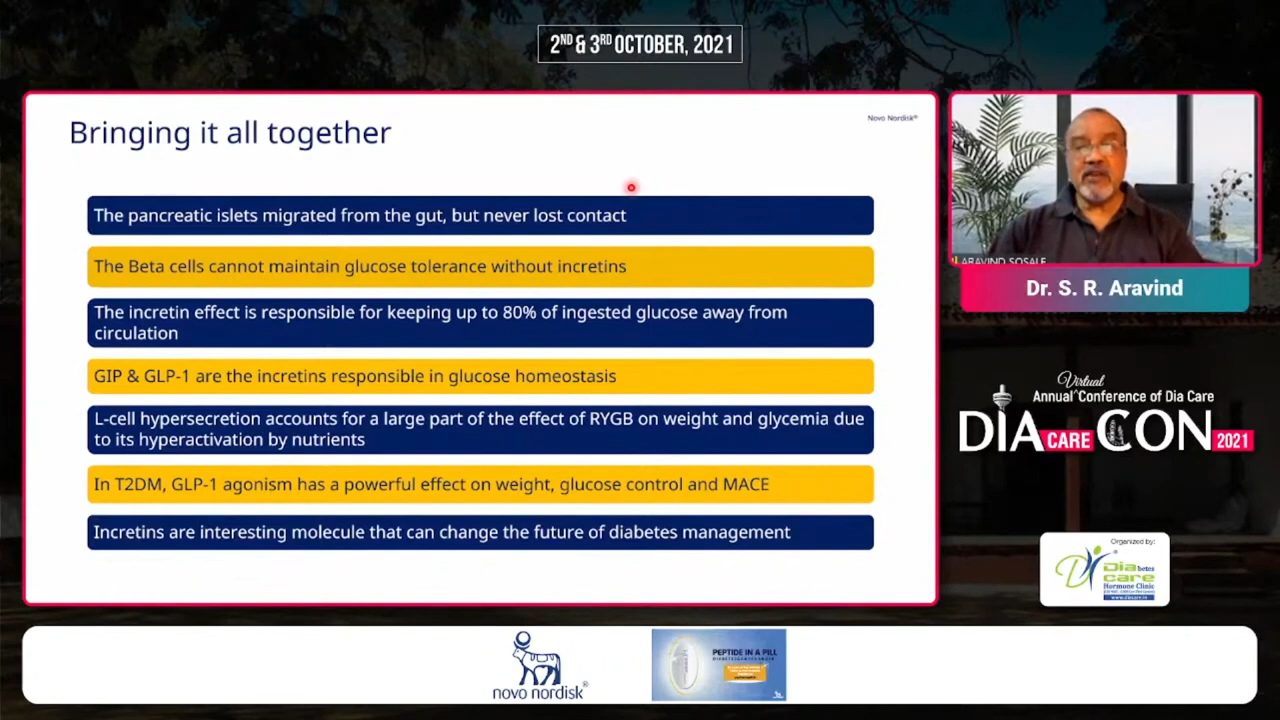 2ND & 3RD OCTOBER, 2021
Bringing it all together
Novo Nordisk®
The pancreatic islets migrated from the gut, but never lost contact
The Beta cells cannot maintain glucose tolerance without incretins
The incretin effect is responsible for keeping up to 80% of ingested glucose away from
circulation
GIP & GLP-1 are the incretins responsible in glucose homeostasis
L-cell hypersecretion accounts for a large part of the effect of RYGB on weight and glycemia due
to its hyperactivation by nutrients
In T2DM, GLP-1 agonism has a powerful effect on weight, glucose control and MACE
Incretins are interesting molecule that can change the future of diabetes management
ARAVIND SOSALE
Dr. S. R. Aravind
Virtual
Annual Conference of Dia Care
DIA CARE CON 2021
Organized by:
Diabetes
care
Hormone Clinic
novo nordisk®
PEPTIDE IN A PILL